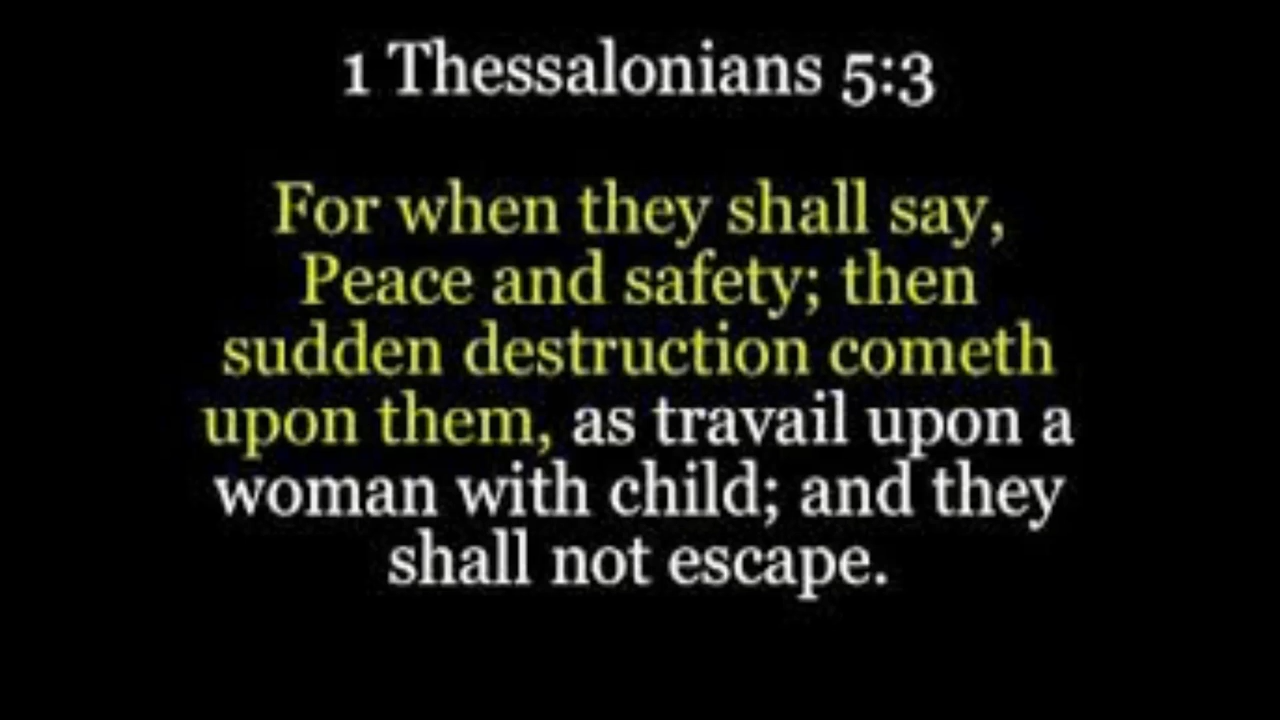 1 Thessalonians 5:3
For when they shall say,
Peace and safety; then
sudden destruction cometh
upon them, as travail upon a
woman with child; and they
shall not escape.